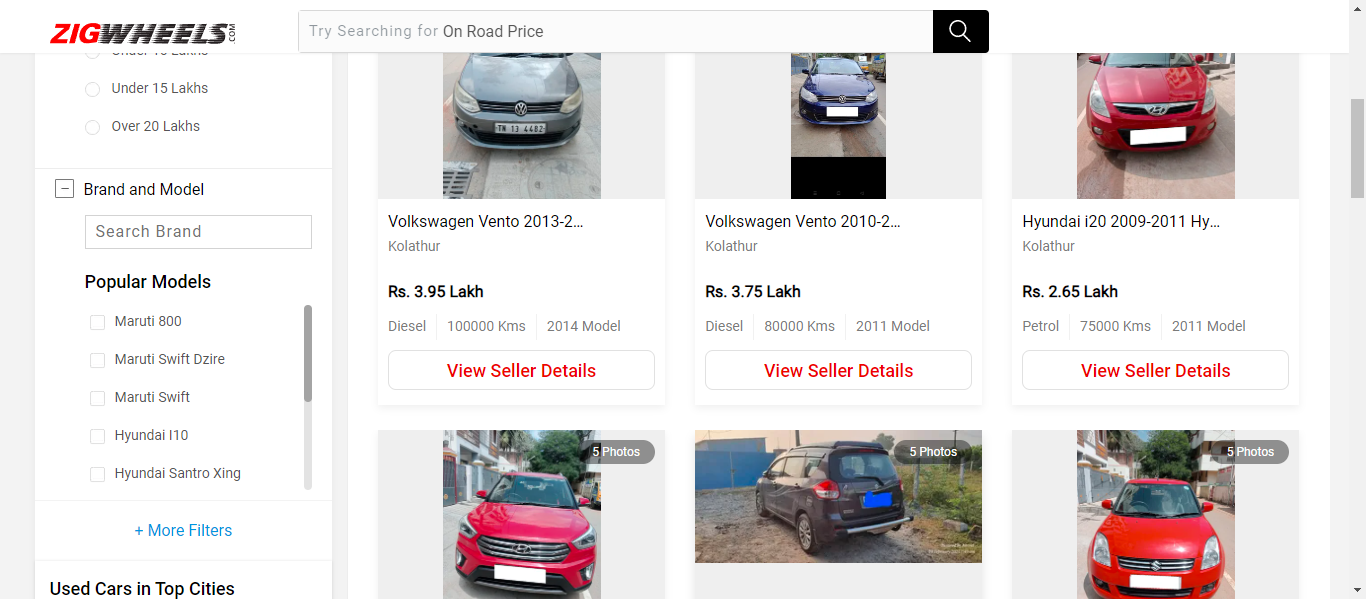 ZIGWHEELS.COM
Try Searching for On Road Price
Under 15 Lakhs
Over 20 Lakhs
Brand and Model
Search Brand
Popular Models
Maruti 800
Maruti Swift Dzire
Maruti Swift
Hyundai I10
Hyundai Santro Xing
+ More Filters
Used Cars in Top Cities
TN 13 4482
Volkswagen Vento 2013-2...
Kolathur
Rs. 3.95 Lakh
Diesel 100000 Kms 2014 Model
View Seller Details
Volkswagen Vento 2010-2...
Kolathur
Rs. 3.75 Lakh
Diesel 80000 Kms 2011 Model
View Seller Details
Hyundai i20 2009-2011 Hy...
Kolathur
Rs. 2.65 Lakh
Petrol 75000 Kms 2011 Model
View Seller Details
5 Photos
5 Photos
5 Photos